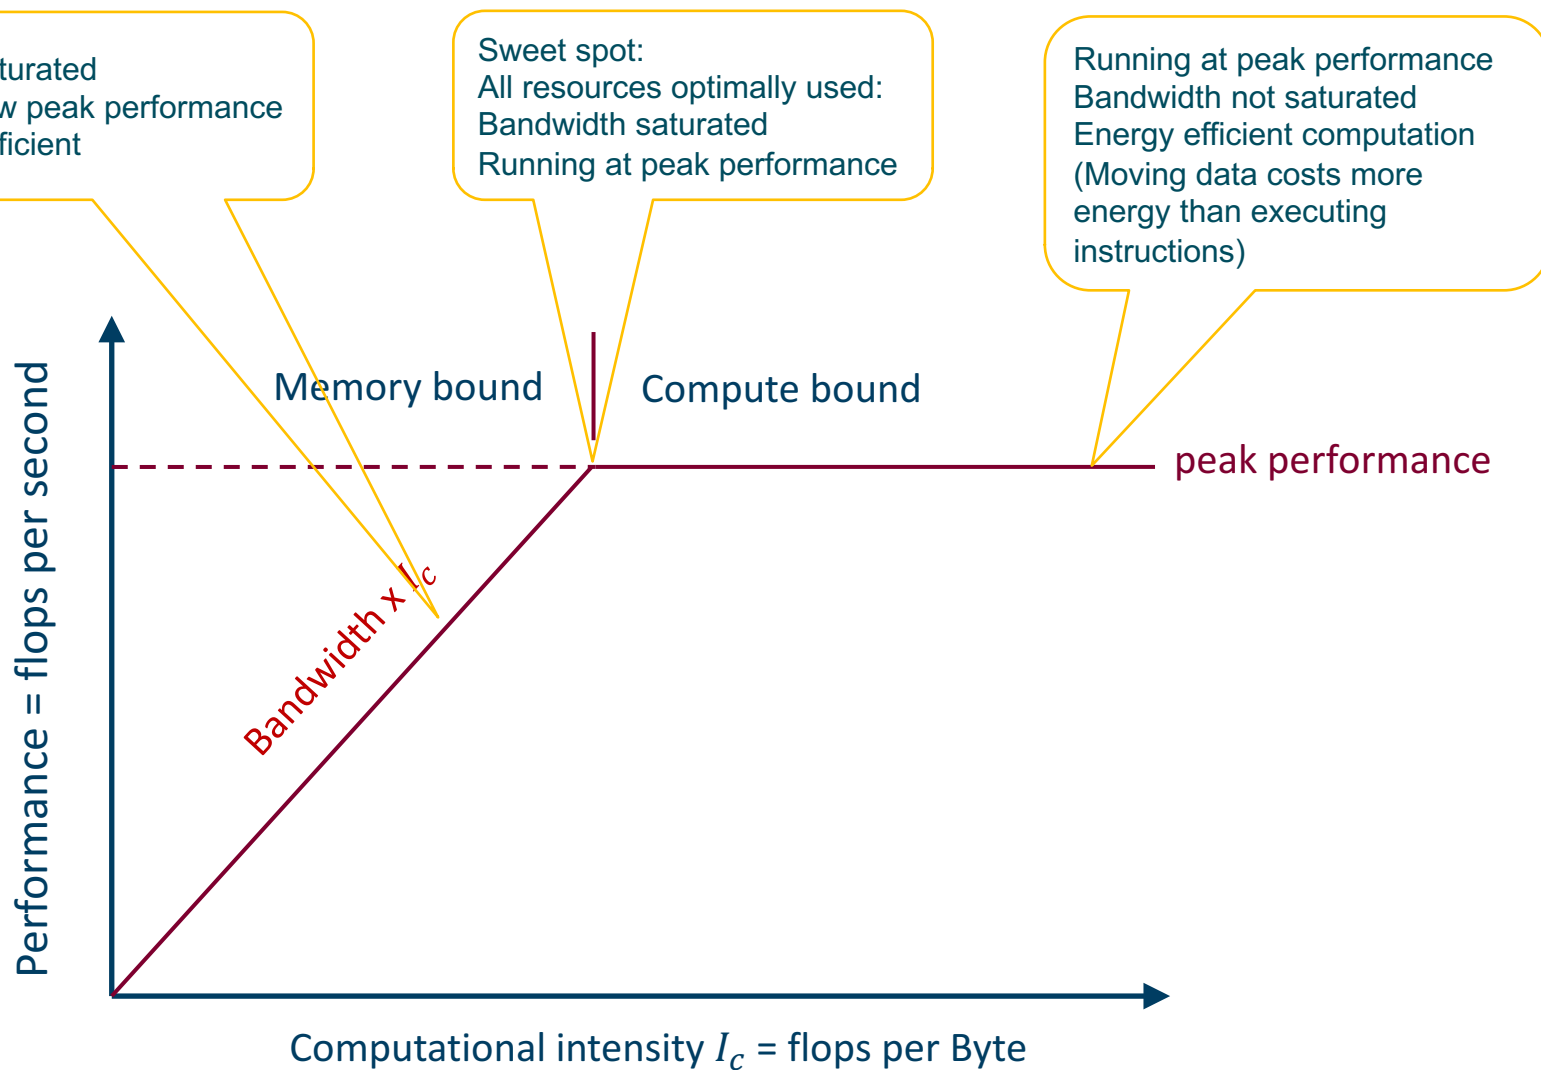 turated
w peak performance
ficient
Sweet spot:
All resources optimally used:
Bandwidth saturated
Running at peak performance
Running at peak performance
Bandwidth not saturated
Energy efficient computation
(Moving data costs more
energy than executing
instructions)
Memory bound
Compute bound
peak performance
Bandwidth x I_c
Performance = flops per second
Computational intensity I_c = flops per Byte